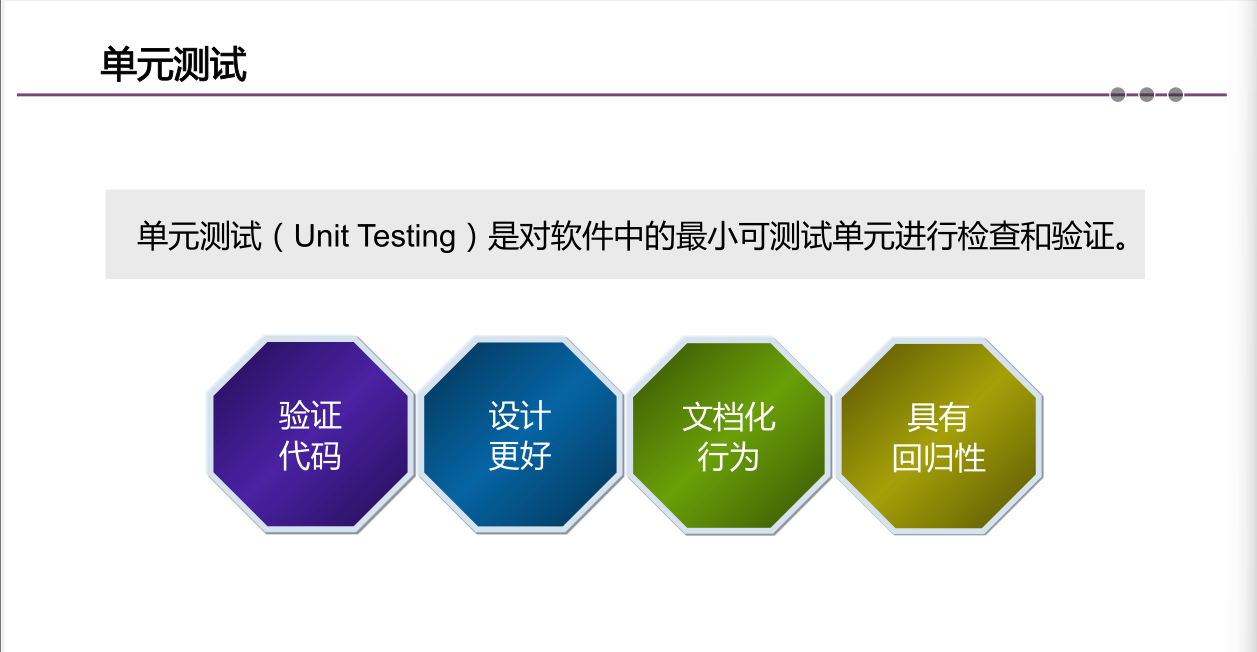 单元测试
单元测试（Unit Testing）是对软件中的最小可测试单元进行检查和验证。
验证
代码
设计
更好
文档化
行为
具有
回归性